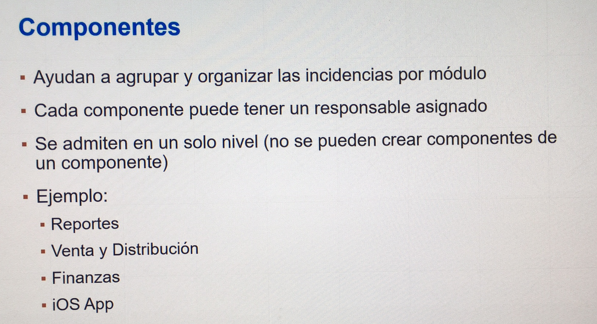 Componentes
▪ Ayudan a agrupar y organizar las incidencias por módulo
▪ Cada componente puede tener un responsable asignado
▪ Se admiten en un solo nivel (no se pueden crear componentes de
un componente)
▪ Ejemplo:
▪ Reportes
▪ Venta y Distribución
▪ Finanzas
▪ iOS App